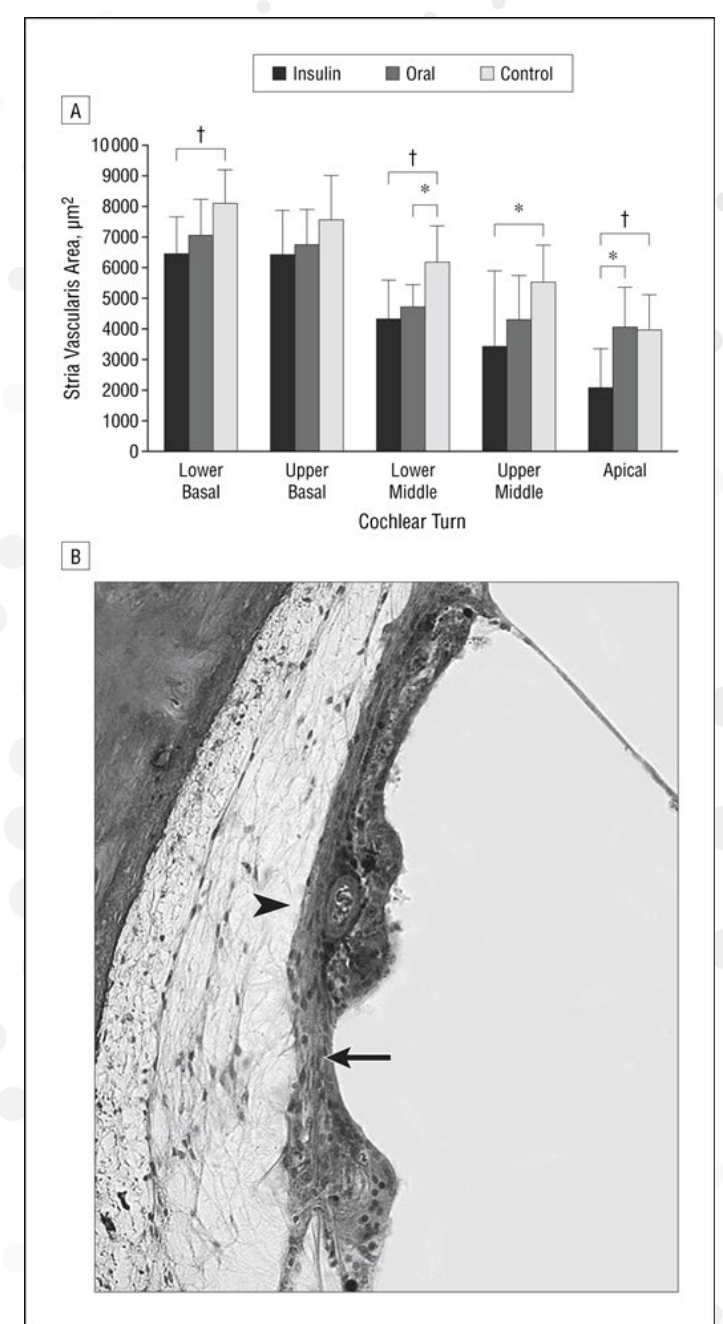 Insulin Oral Control
A
10 000
9000
8000
7000
6000
5000
4000
3000
2000
1000
0
Stria Vascularis Area, μm²
†
†
*
*
†
*
Lower Basal
Upper Basal
Lower Middle
Upper Middle
Apical
Cochlear Turn
B